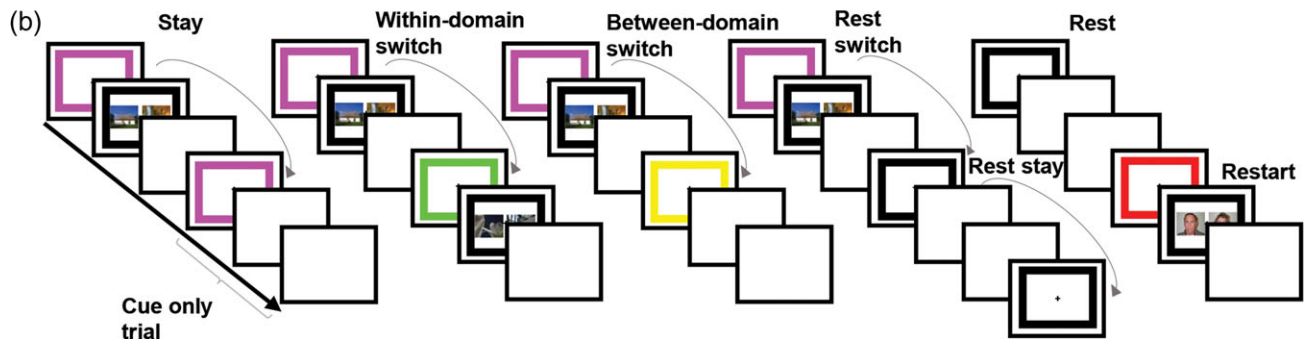 (b)
Stay
Within-domain
switch
Between-domain
switch
Rest
switch
Rest
Rest stay
Restart
Cue only
trial